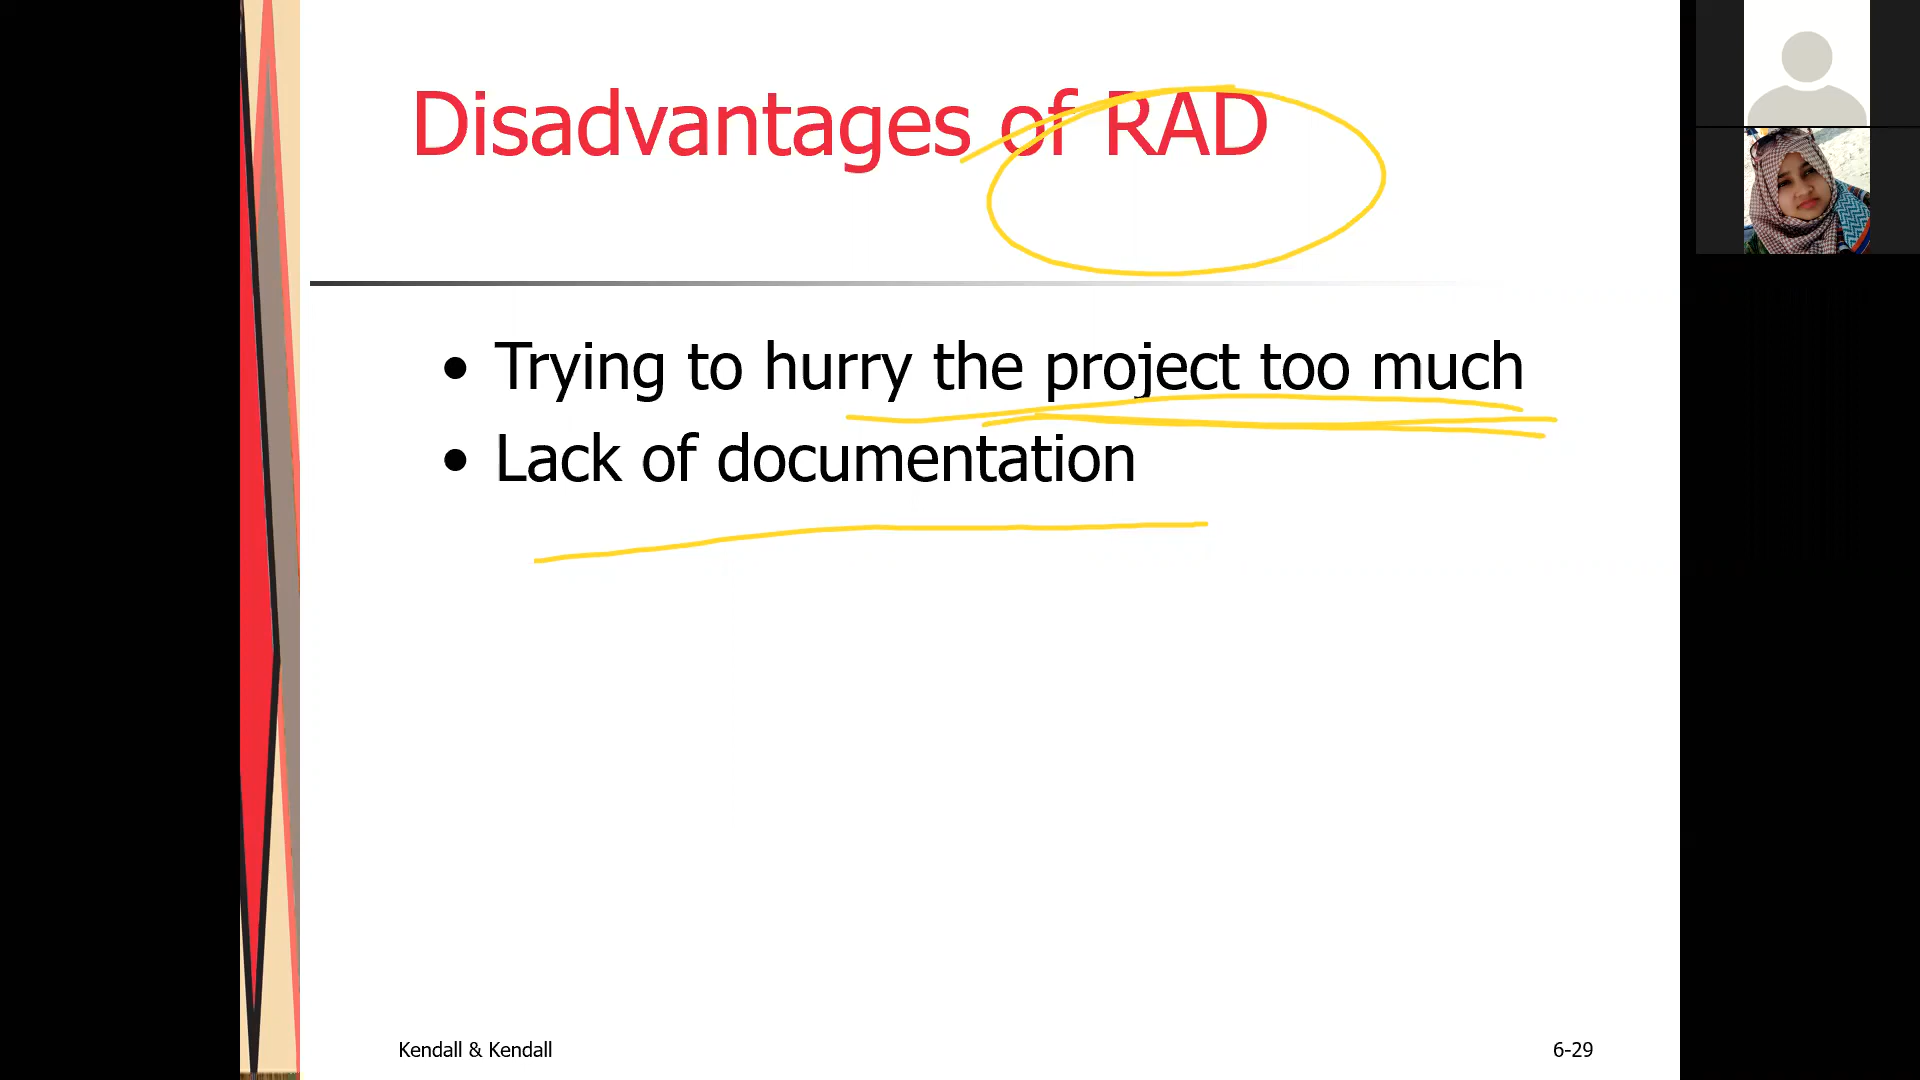 Disadvantages of RAD
• Trying to hurry the project too much
• Lack of documentation
Kendall & Kendall
6-29